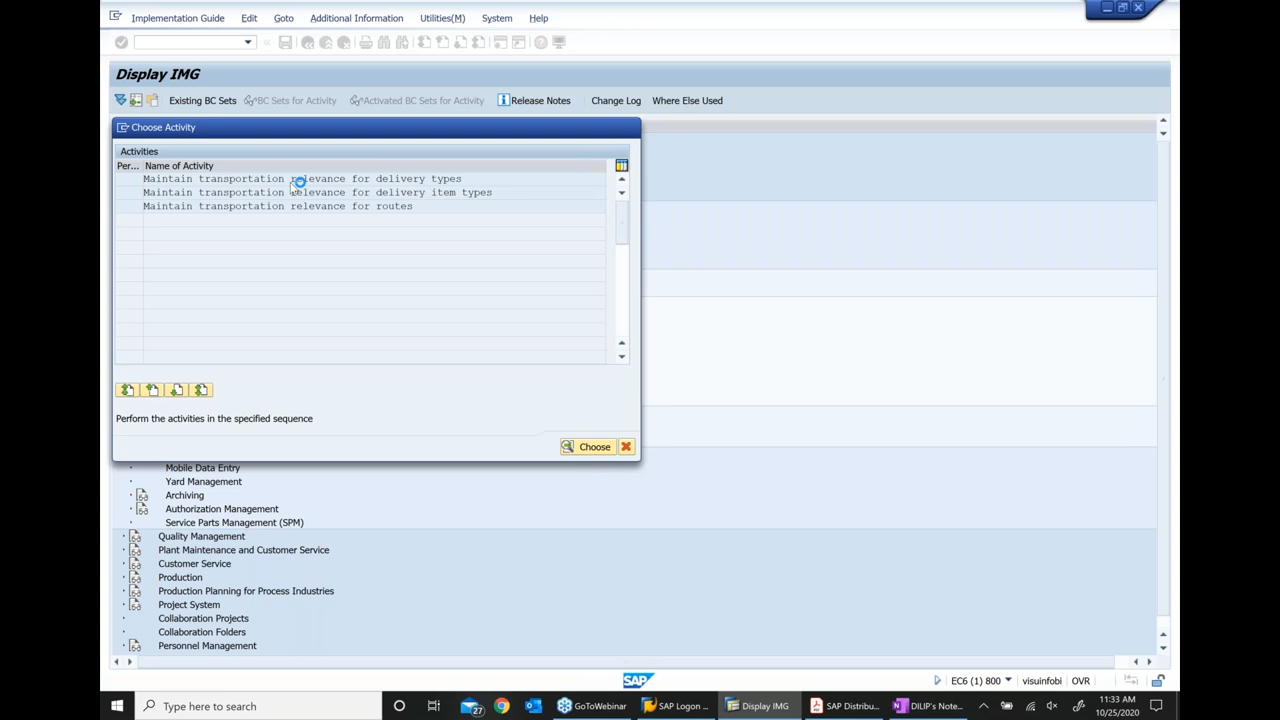 Implementation Guide Edit Goto Additional Information Utilities(M) System Help
Display IMG
Existing BC Sets BC Sets for Activity Activated BC Sets for Activity Release Notes Change Log Where Else Used
Choose Activity
Activities
Per... Name of Activity
Maintain transportation relevance for delivery types
Maintain transportation relevance for delivery item types
Maintain transportation relevance for routes
Perform the activities in the specified sequence
Choose
Mobile Data Entry
Yard Management
Archiving
Authorization Management
Service Parts Management (SPM)
Quality Management
Plant Maintenance and Customer Service
Customer Service
Production
Production Planning for Process Industries
Project System
Collaboration Projects
Collaboration Folders
Personnel Management
SAP EC6 (1) 800 visuinfobi OVR
Type here to search 27 GoToWebinar SAP Logon ... Display IMG SAP Distribu... DILIP's Note... 11:33 AM
10/25/2020